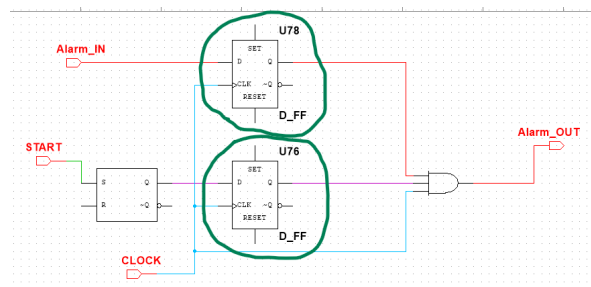 U78
Alarm_IN
SET
D Q
CLK ~Q
RESET
D_FF
Alarm_OUT
START
U76
SET
S Q
D Q
R ~Q
CLK ~Q
RESET
D_FF
CLOCK